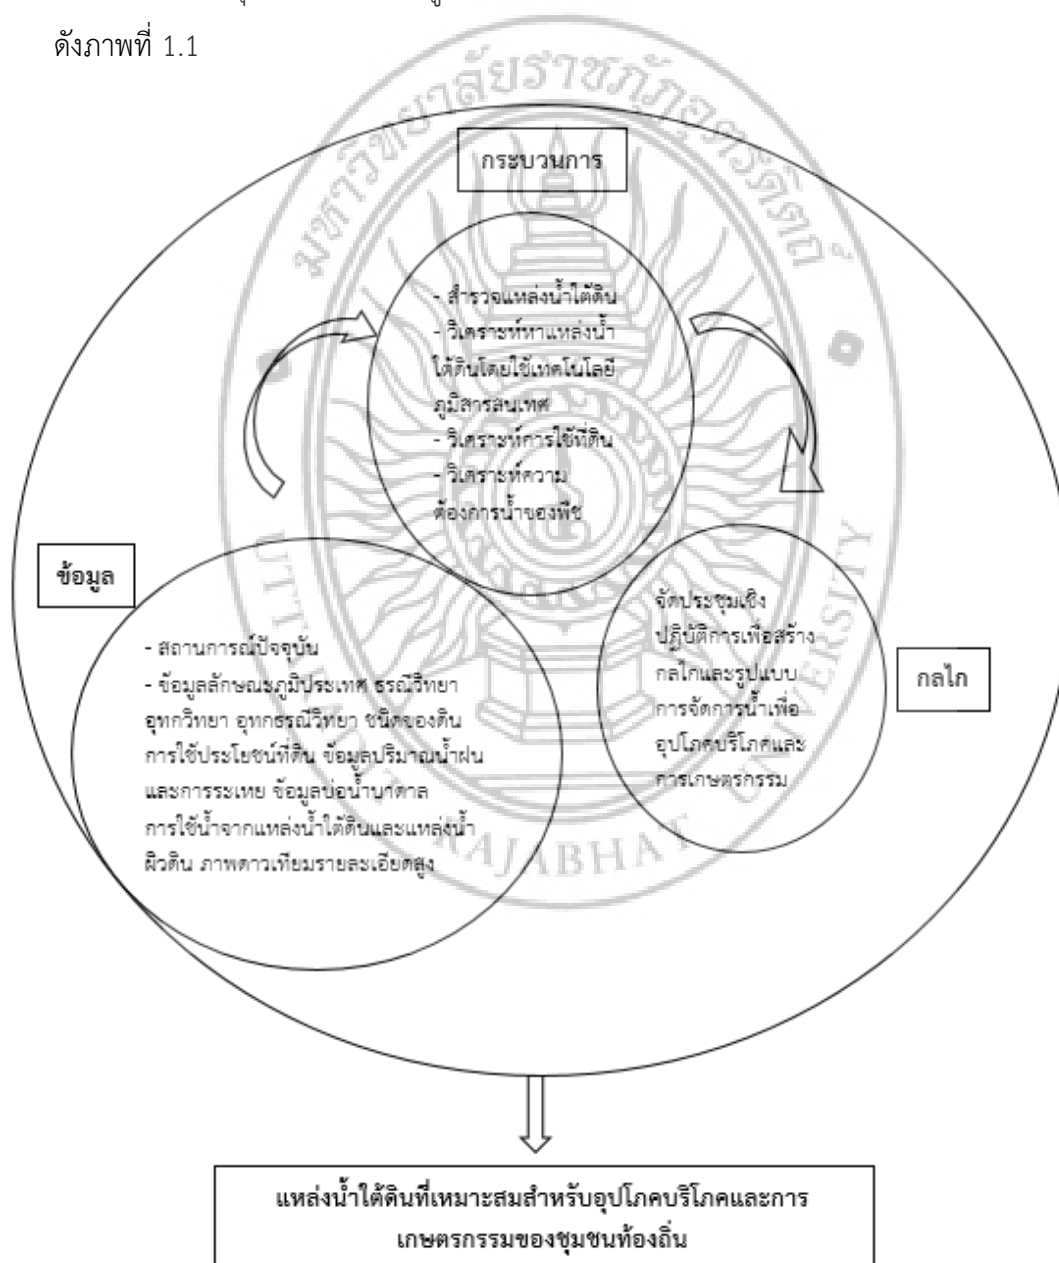 ดังภาพที่ 1.1
มหาวิทยาลัยราชภัฏอุตรดิตถ์
กระบวนการ
- สำรวจแหล่งน้ำใต้ดิน
- วิเคราะห์หาแหล่งน้ำ
ใต้ดินโดยใช้เทคโนโลยี
ภูมิสารสนเทศ
- วิเคราะห์การใช้ที่ดิน
- วิเคราะห์ความ
ต้องการน้ำของพืช
ข้อมูล
- สถานการณ์ปัจจุบัน
- ข้อมูลลักษณะภูมิประเทศ ธรณีวิทยา
อุทกวิทยา อุทกธรณีวิทยา ชนิดของดิน
การใช้ประโยชน์ที่ดิน ข้อมูลปริมาณน้ำฝน
และการระเหย ข้อมูลบ่อน้ำบาดาล
การใช้น้ำจากแหล่งน้ำใต้ดินและแหล่งน้ำ
ผิวดิน ภาพดาวเทียมรายละเอียดสูง
จัดประชุมเชิง
ปฏิบัติการเพื่อสร้าง
กลไกและรูปแบบ
การจัดการน้ำเพื่อ
อุปโภคบริโภคและ
การเกษตรกรรม
กลไก
RAJABHAT
UNIVERSITY
แหล่งน้ำใต้ดินที่เหมาะสมสำหรับอุปโภคบริโภคและการ
เกษตรกรรมของชุมชนท้องถิ่น